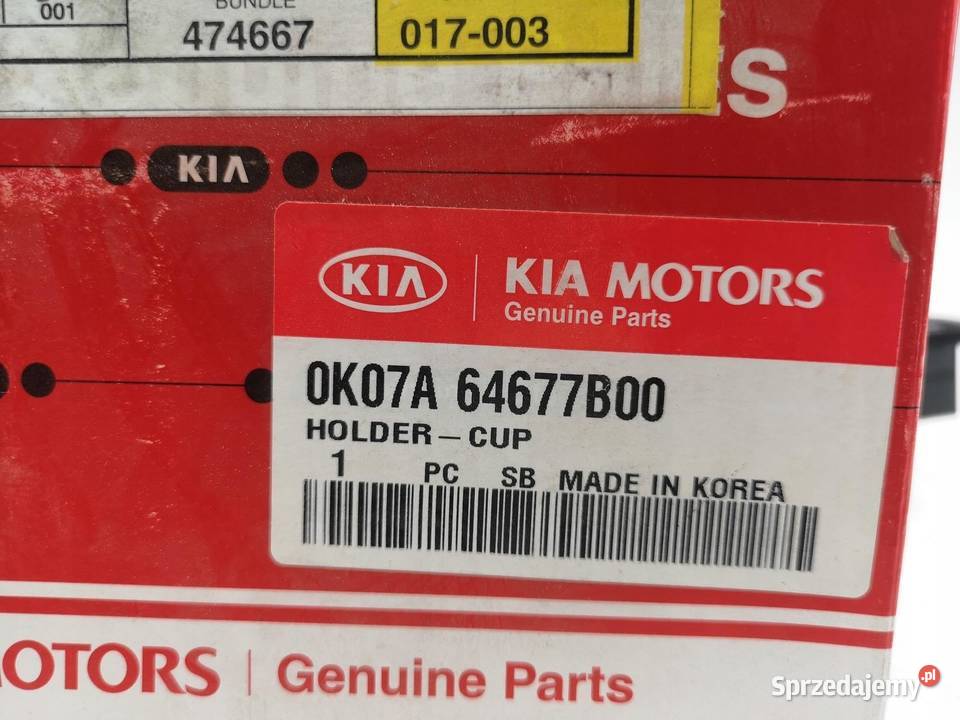 001
BUNDLE
474667
017-003
ES
KIA
KIA
KIA MOTORS
Genuine Parts
0K07A 64677B00
HOLDER-CUP
1 PC SB MADE IN KOREA
MOTORS
Genuine Parts
Sprzedajemy.pl